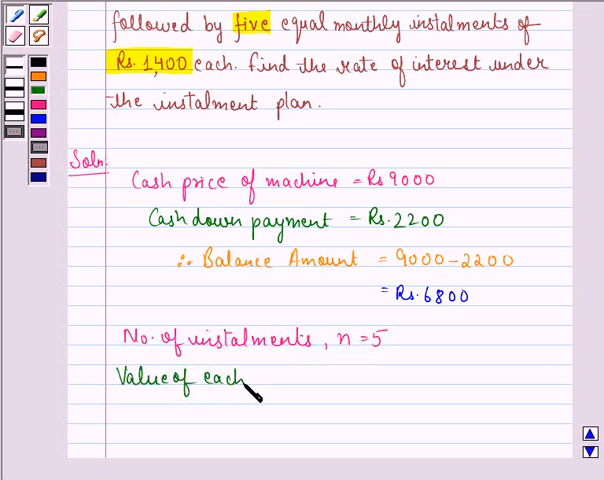 followed by five equal monthly instalments of
Rs. 1,400 each. Find the rate of interest under
the instalment plan.
Soln:
Cash price of machine = Rs 9000
Cash down payment = Rs. 2200
∴ Balance Amount = 9000 - 2200
= Rs. 6800
No. of instalments, n = 5
Value of each